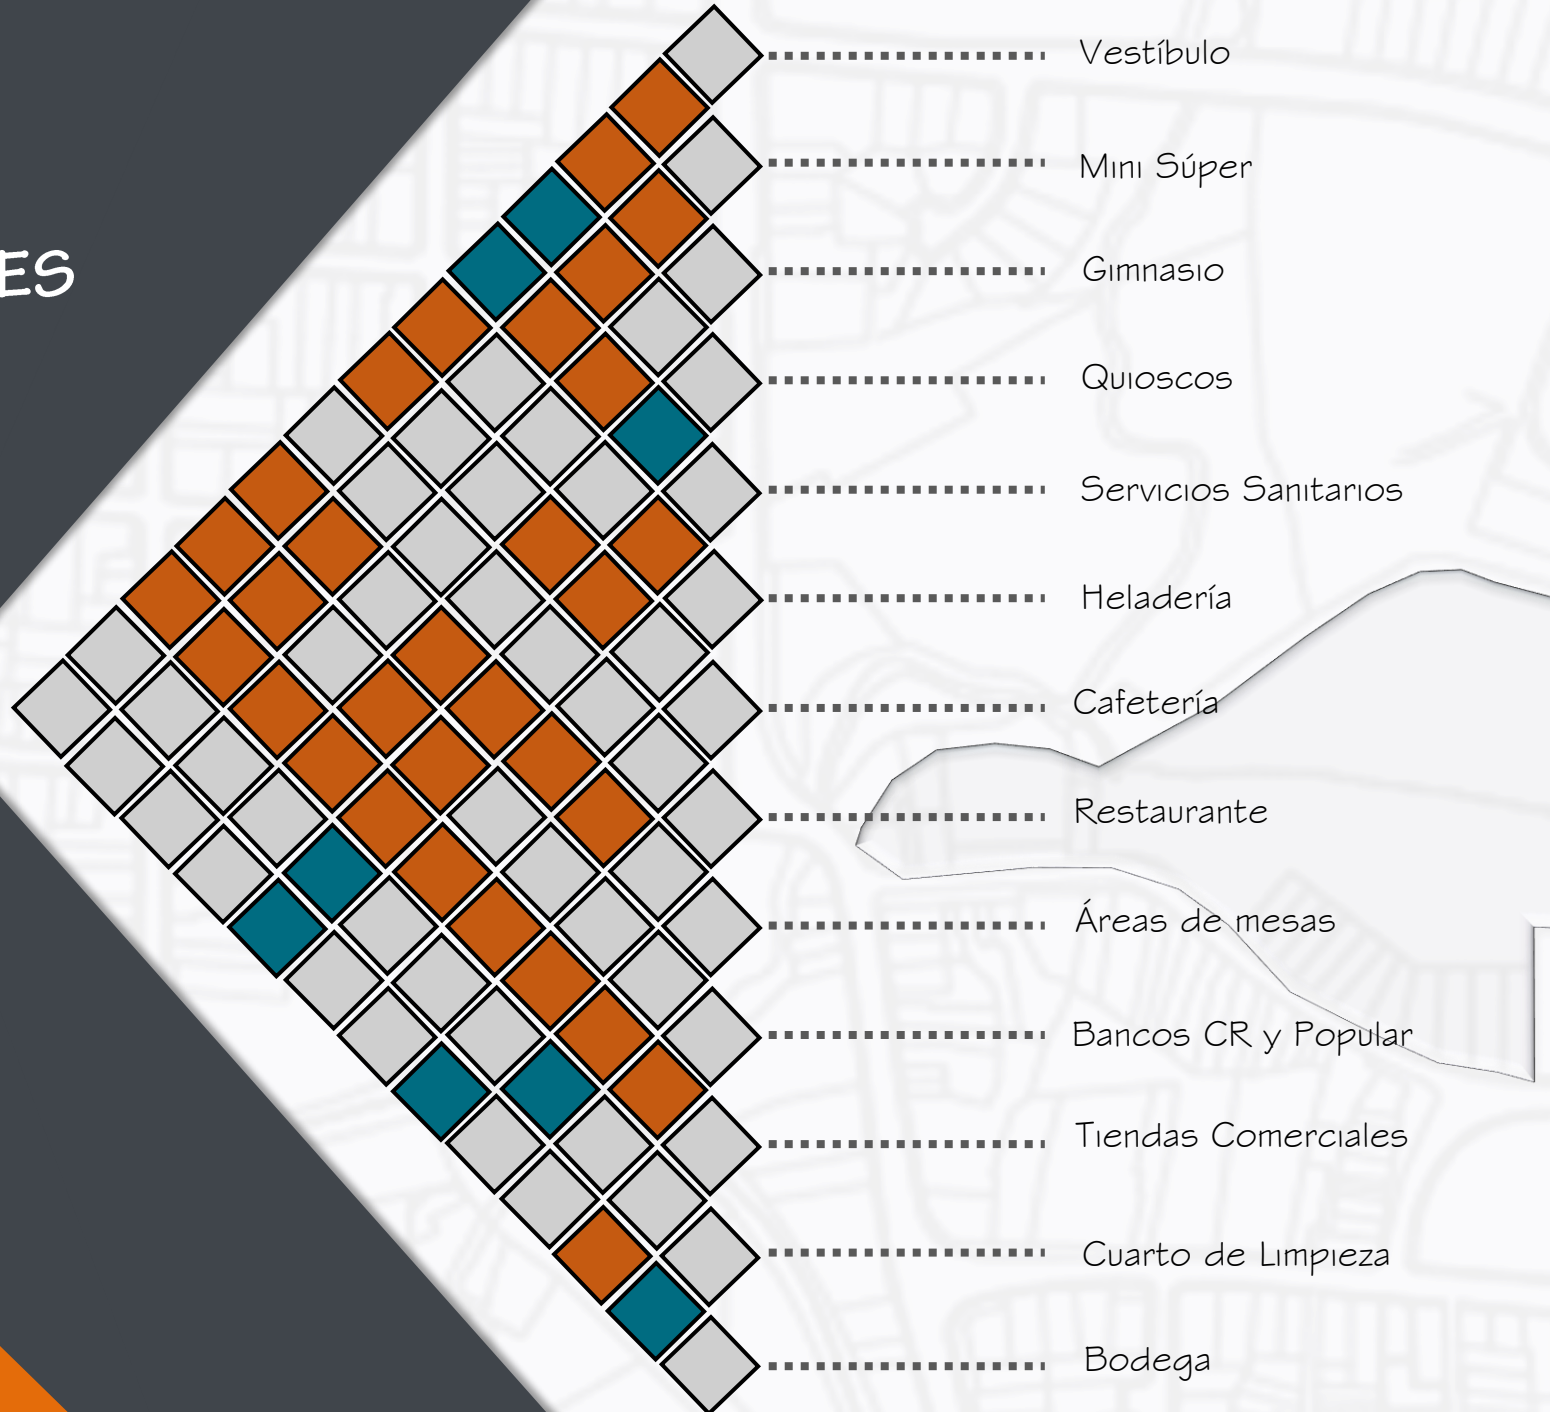 ES
Vestíbulo
Mini Súper
Gimnasio
Quioscos
Servicios Sanitarios
Heladería
Cafetería
Restaurante
Áreas de mesas
Bancos CR y Popular
Tiendas Comerciales
Cuarto de Limpieza
Bodega